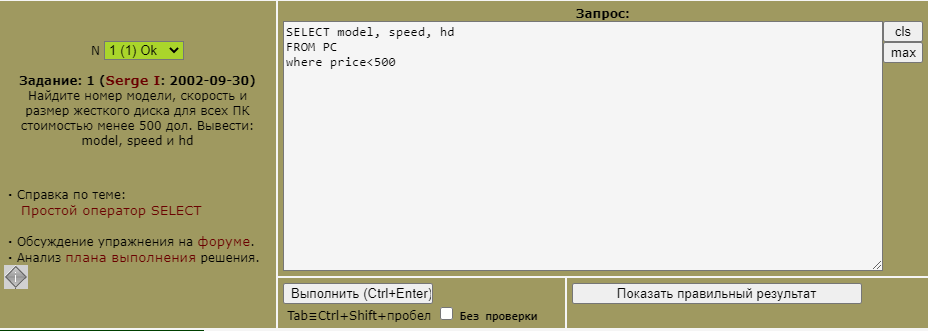 N 1 (1) Ok
Задание: 1 (Serge I: 2002-09-30)
Найдите номер модели, скорость и
размер жесткого диска для всех ПК
стоимостью менее 500 дол. Вывести:
model, speed и hd
· Справка по теме:
Простой оператор SELECT
· Обсуждение упражнения на форуме.
· Анализ плана выполнения решения.
Запрос:
SELECT model, speed, hd
FROM PC
where price<500
cls
max
Выполнить (Ctrl+Enter)
Tab≡Ctrl+Shift+пробел Без проверки
Показать правильный результат